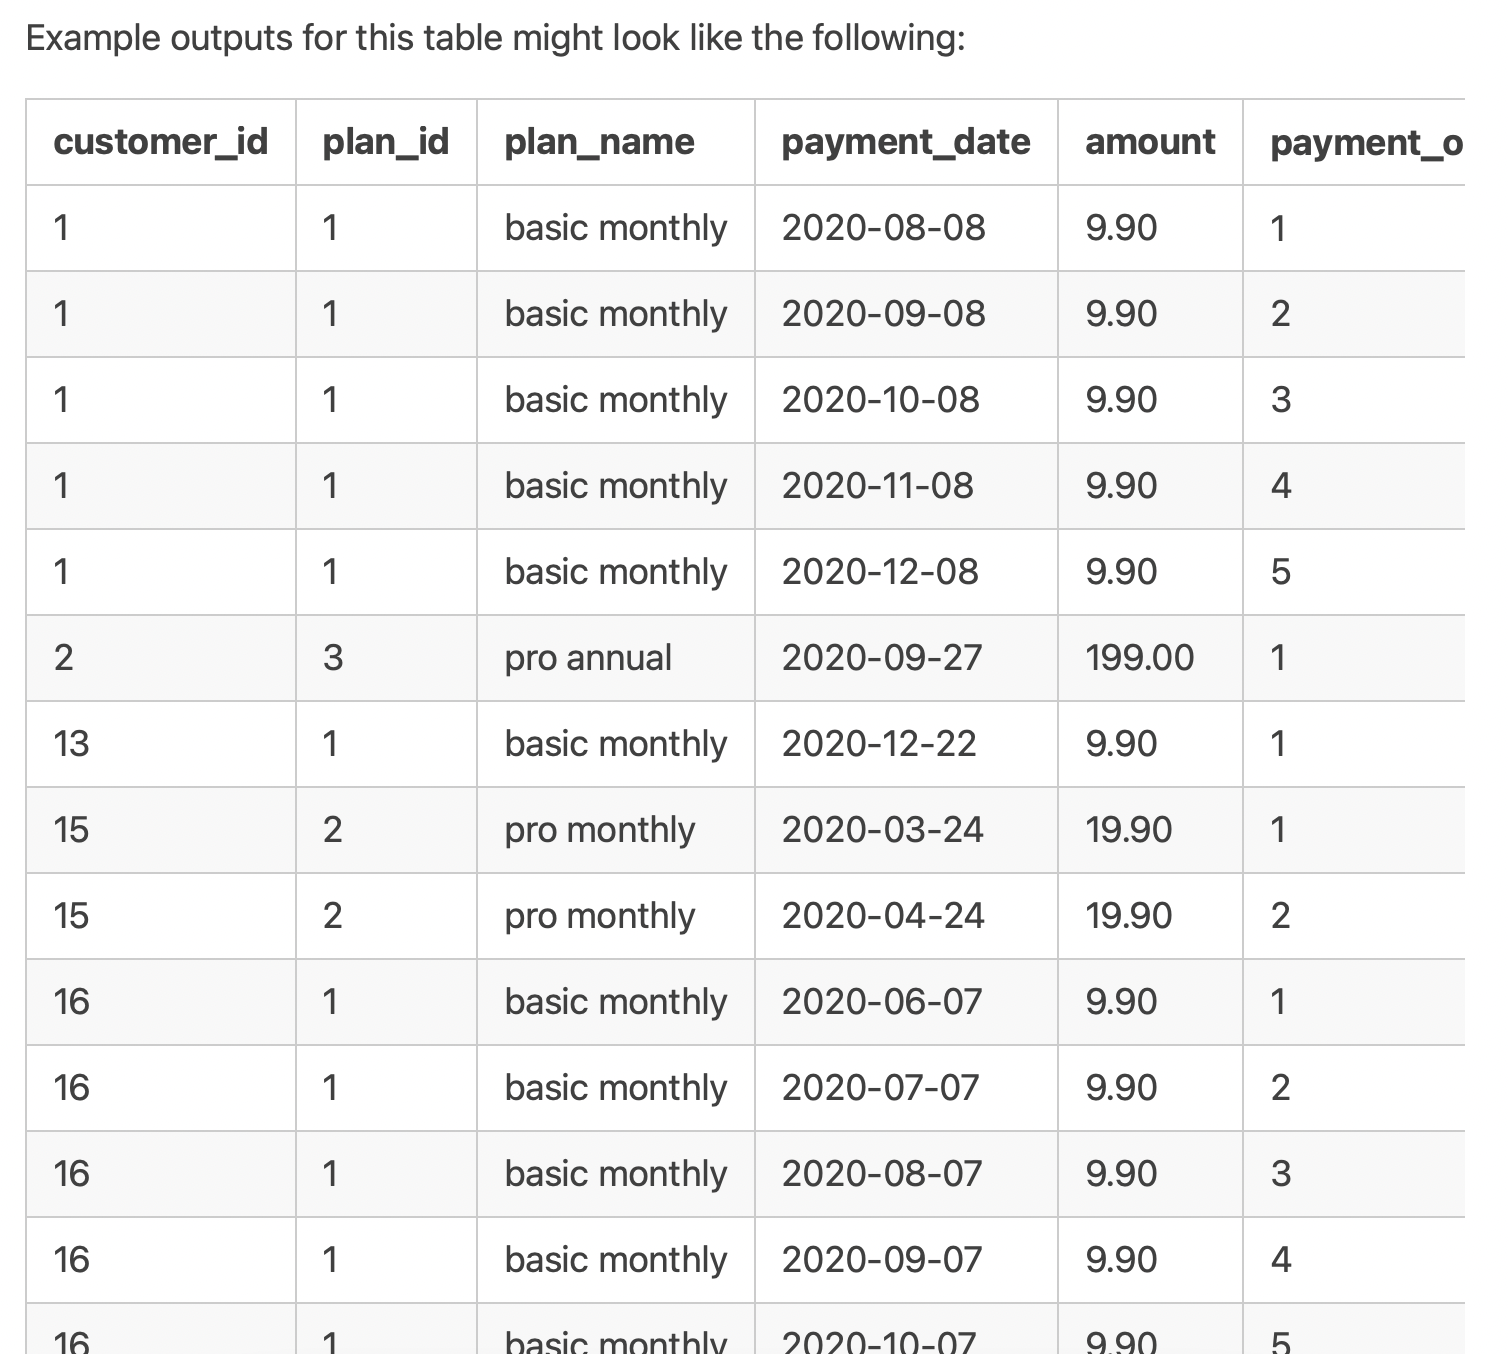 Example outputs for this table might look like the following:
customer_id plan_id plan_name payment_date amount payment_o
1 1 basic monthly 2020-08-08 9.90 1
1 1 basic monthly 2020-09-08 9.90 2
1 1 basic monthly 2020-10-08 9.90 3
1 1 basic monthly 2020-11-08 9.90 4
1 1 basic monthly 2020-12-08 9.90 5
2 3 pro annual 2020-09-27 199.00 1
13 1 basic monthly 2020-12-22 9.90 1
15 2 pro monthly 2020-03-24 19.90 1
15 2 pro monthly 2020-04-24 19.90 2
16 1 basic monthly 2020-06-07 9.90 1
16 1 basic monthly 2020-07-07 9.90 2
16 1 basic monthly 2020-08-07 9.90 3
16 1 basic monthly 2020-09-07 9.90 4
16 1 basic monthly 2020-10-07 9.90 5